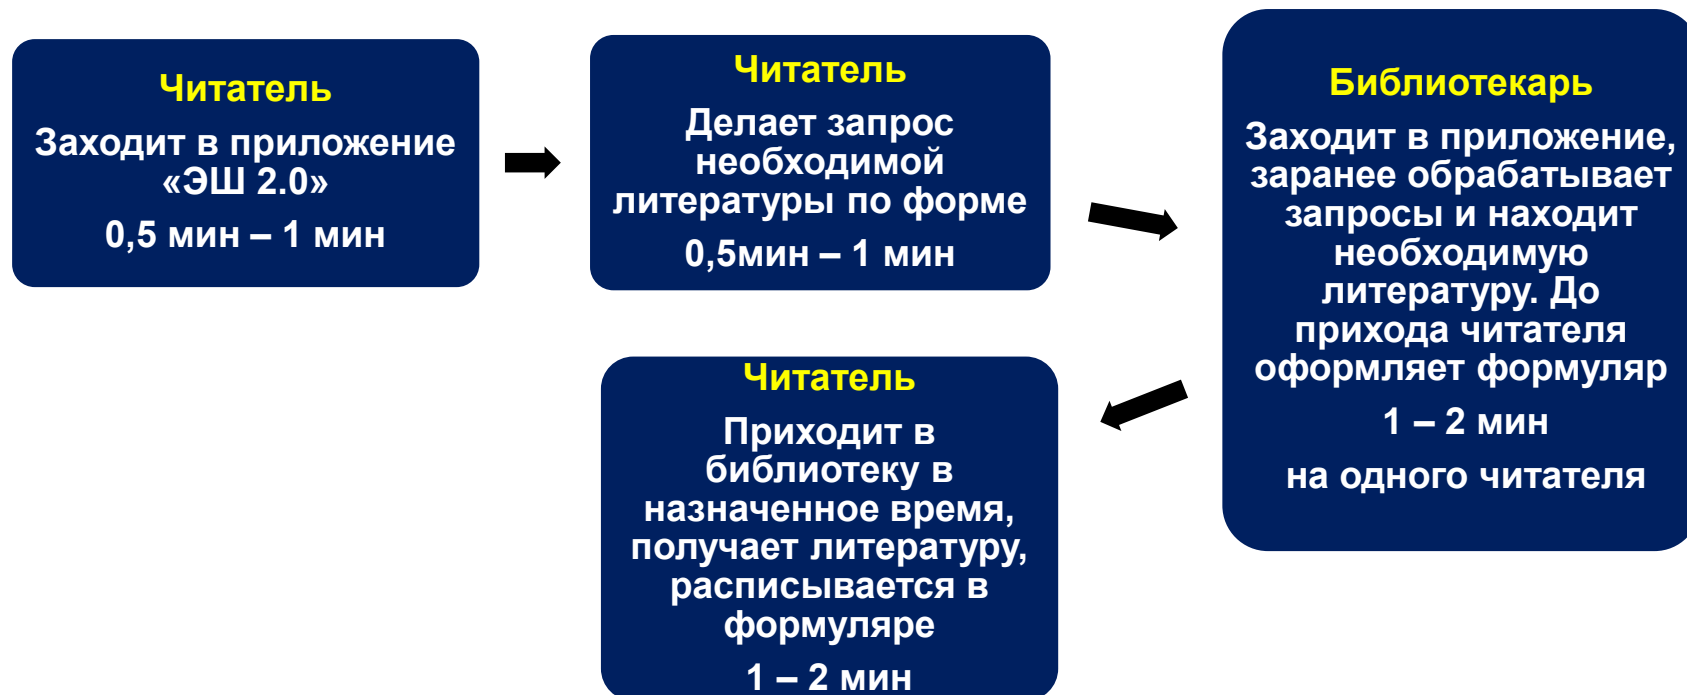 Читатель
Заходит в приложение
«ЭШ 2.0»
0,5 мин – 1 мин
Читатель
Делает запрос
необходимой
литературы по форме
0,5мин – 1 мин
Библиотекарь
Заходит в приложение,
заранее обрабатывает
запросы и находит
необходимую
литературу. До
прихода читателя
оформляет формуляр
1 – 2 мин
на одного читателя
Читатель
Приходит в
библиотеку в
назначенное время,
получает литературу,
расписывается в
формуляре
1 – 2 мин